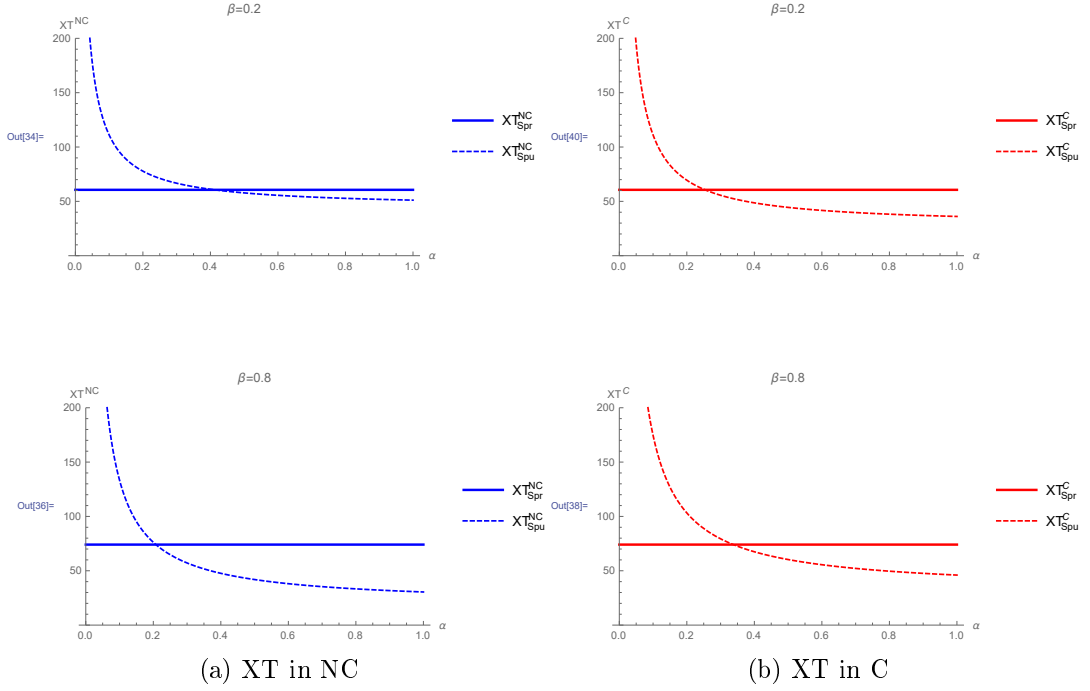 β=0.2
XT^NC
200
150
100
50
0.0 0.2 0.4 0.6 0.8 1.0 α
Out[34]=
XT^NC_Spr
XT^NC_Spu
β=0.2
XT^C
200
150
100
50
0.0 0.2 0.4 0.6 0.8 1.0 α
Out[40]=
XT^C_Spr
XT^C_Spu
β=0.8
XT^NC
200
150
100
50
0.0 0.2 0.4 0.6 0.8 1.0 α
Out[36]=
XT^NC_Spr
XT^NC_Spu
β=0.8
XT^C
200
150
100
50
0.0 0.2 0.4 0.6 0.8 1.0 α
Out[38]=
XT^C_Spr
XT^C_Spu
(a) XT in NC
(b) XT in C